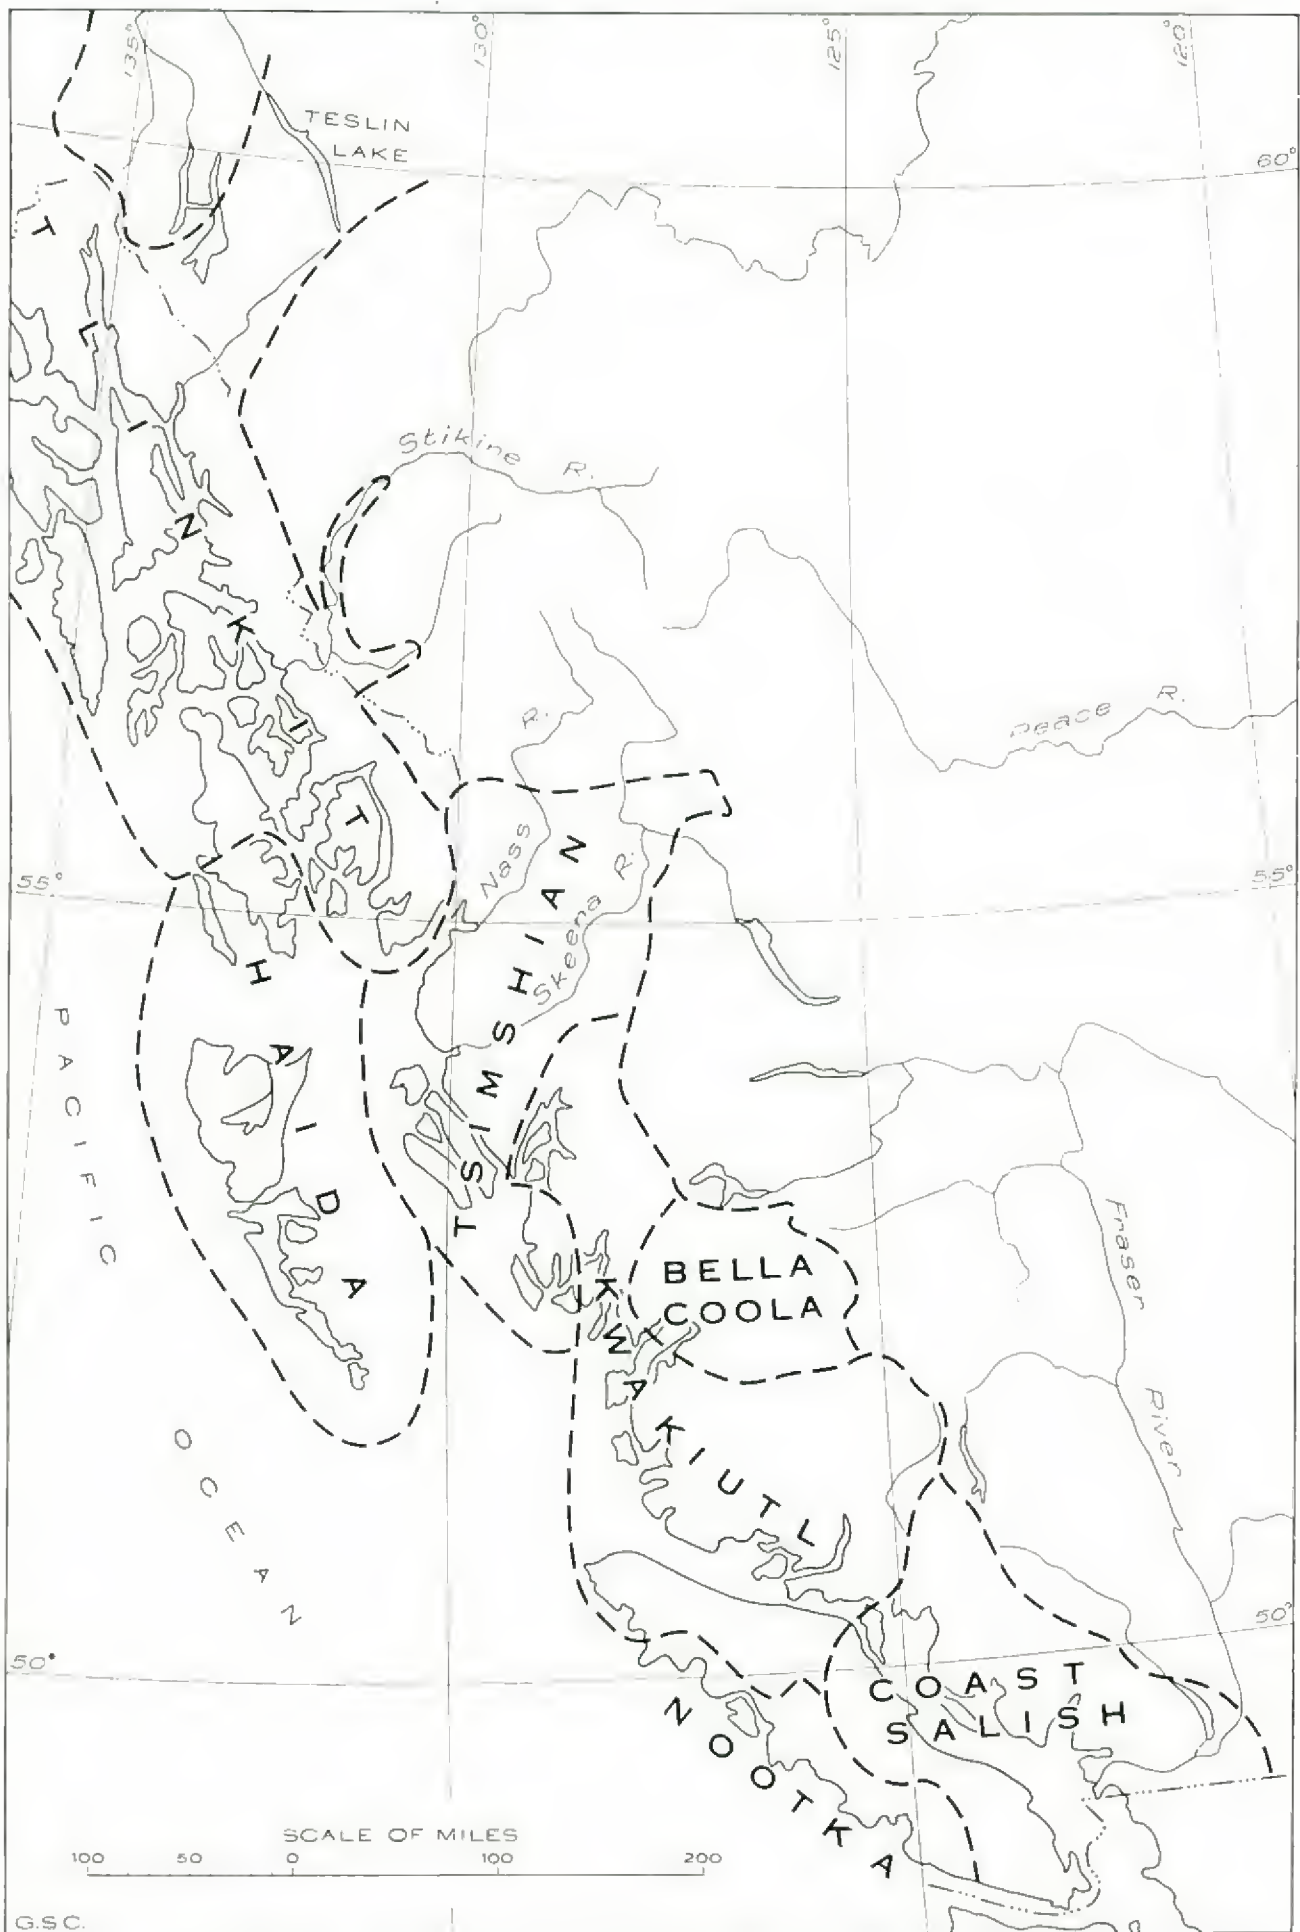 135°
130°
125°
120°
TESLIN
LAKE
60°
TLINKIT
Stikine R.
Peace R.
Nass R.
Skeena R.
TSIMSHIAN
55°
55°
HAIDA
PACIFIC
OCEAN
BELLA
COOLA
Fraser
River
KWAKIUTL
50°
50°
COAST
SALISH
NOOTKA
SCALE OF MILES
100 50 0 100 200
G.S.C.